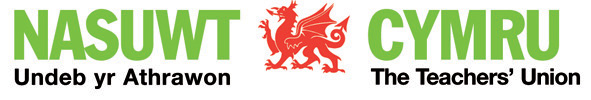 NASUWT CYMRU
Undeb yr Athrawon The Teachers' Union